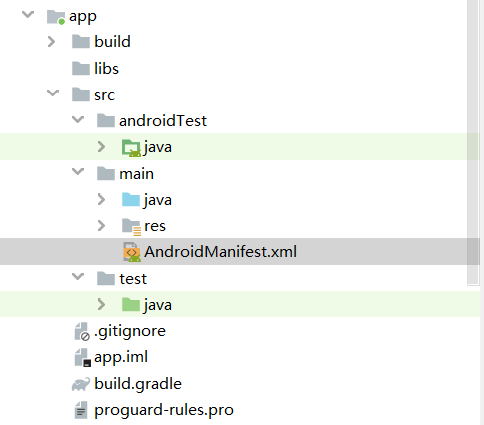 app
build
libs
src
androidTest
java
main
java
res
AndroidManifest.xml
test
java
.gitignore
app.iml
build.gradle
proguard-rules.pro